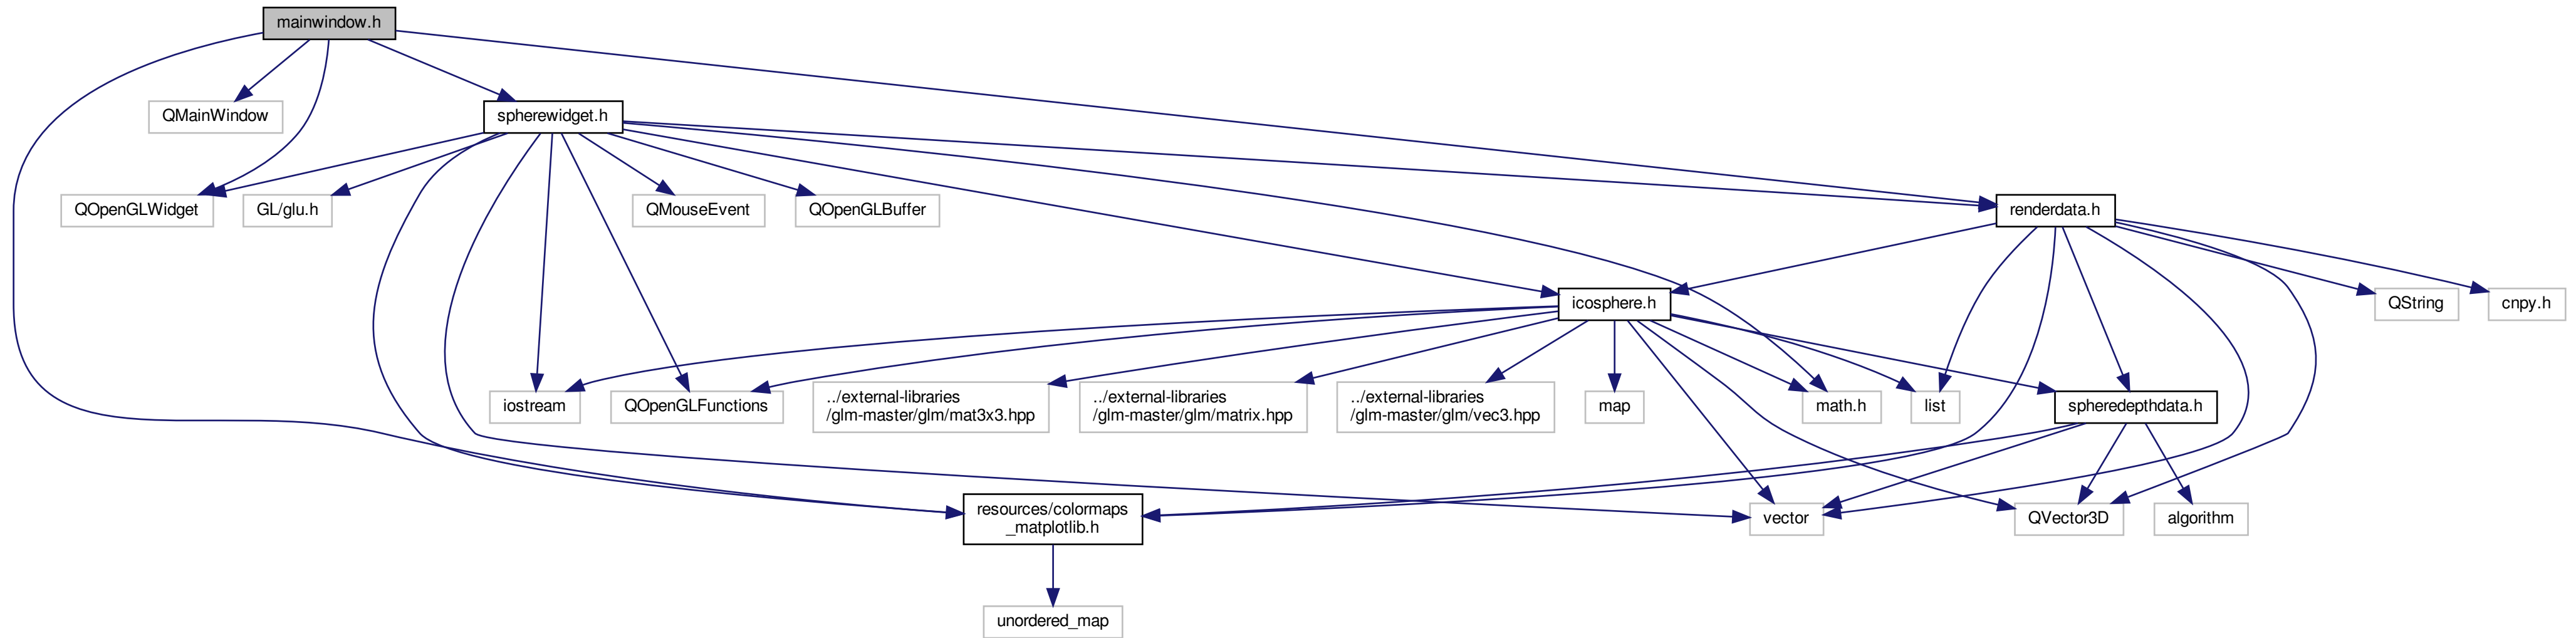 mainwindow.h
QMainWindow
spherewidget.h
QOpenGLWidget
GL/glu.h
QMouseEvent
QOpenGLBuffer
renderdata.h
icosphere.h
QString
cnpy.h
iostream
QOpenGLFunctions
../external-libraries
/glm-master/glm/mat3x3.hpp
../external-libraries
/glm-master/glm/matrix.hpp
../external-libraries
/glm-master/glm/vec3.hpp
map
math.h
list
spheredepthdata.h
resources/colormaps
_matplotlib.h
vector
QVector3D
algorithm
unordered_map